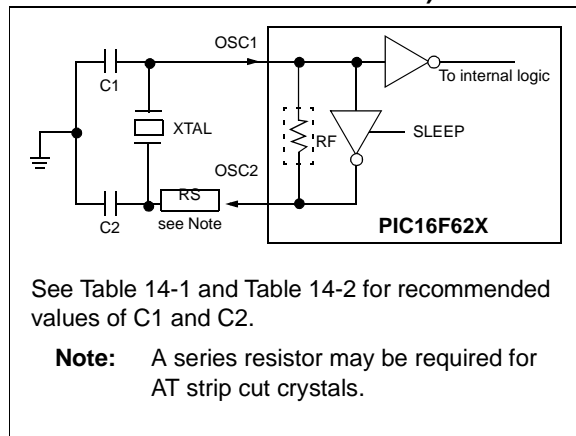 OSC1
C1
To internal logic
XTAL
RF
SLEEP
OSC2
RS
C2
see Note
PIC16F62X
See Table 14-1 and Table 14-2 for recommended
values of C1 and C2.
Note: A series resistor may be required for
AT strip cut crystals.